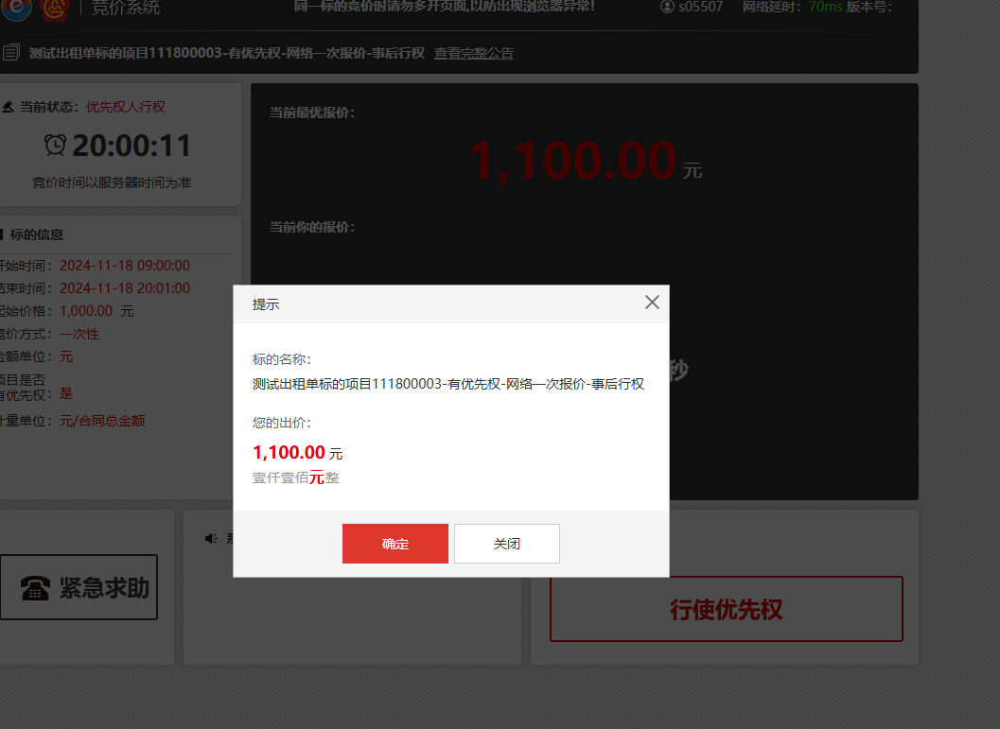 竞价系统
同一标的竞价时请勿多开页面,以防出现浏览器异常!
s05507 网络延时: 70ms 版本号:
测试出租单标的项目111800003-有优先权-网络一次报价-事后行权 查看完整公告
当前状态: 优先权人行权
20:00:11
竞价时间以服务器时间为准
标的信息
开始时间: 2024-11-18 09:00:00
结束时间: 2024-11-18 20:01:00
起始价格: 1,000.00 元
竞价方式: 一次性
金额单位: 元
项目是否
有优先权: 是
计量单位: 元/合同总金额
当前最优报价:
1,100.00 元
当前你的报价:
秒
提示
标的名称:
测试出租单标的项目111800003-有优先权-网络一次报价-事后行权
您的出价:
1,100.00 元
壹仟壹佰元整
确定
关闭
紧急求助
行使优先权